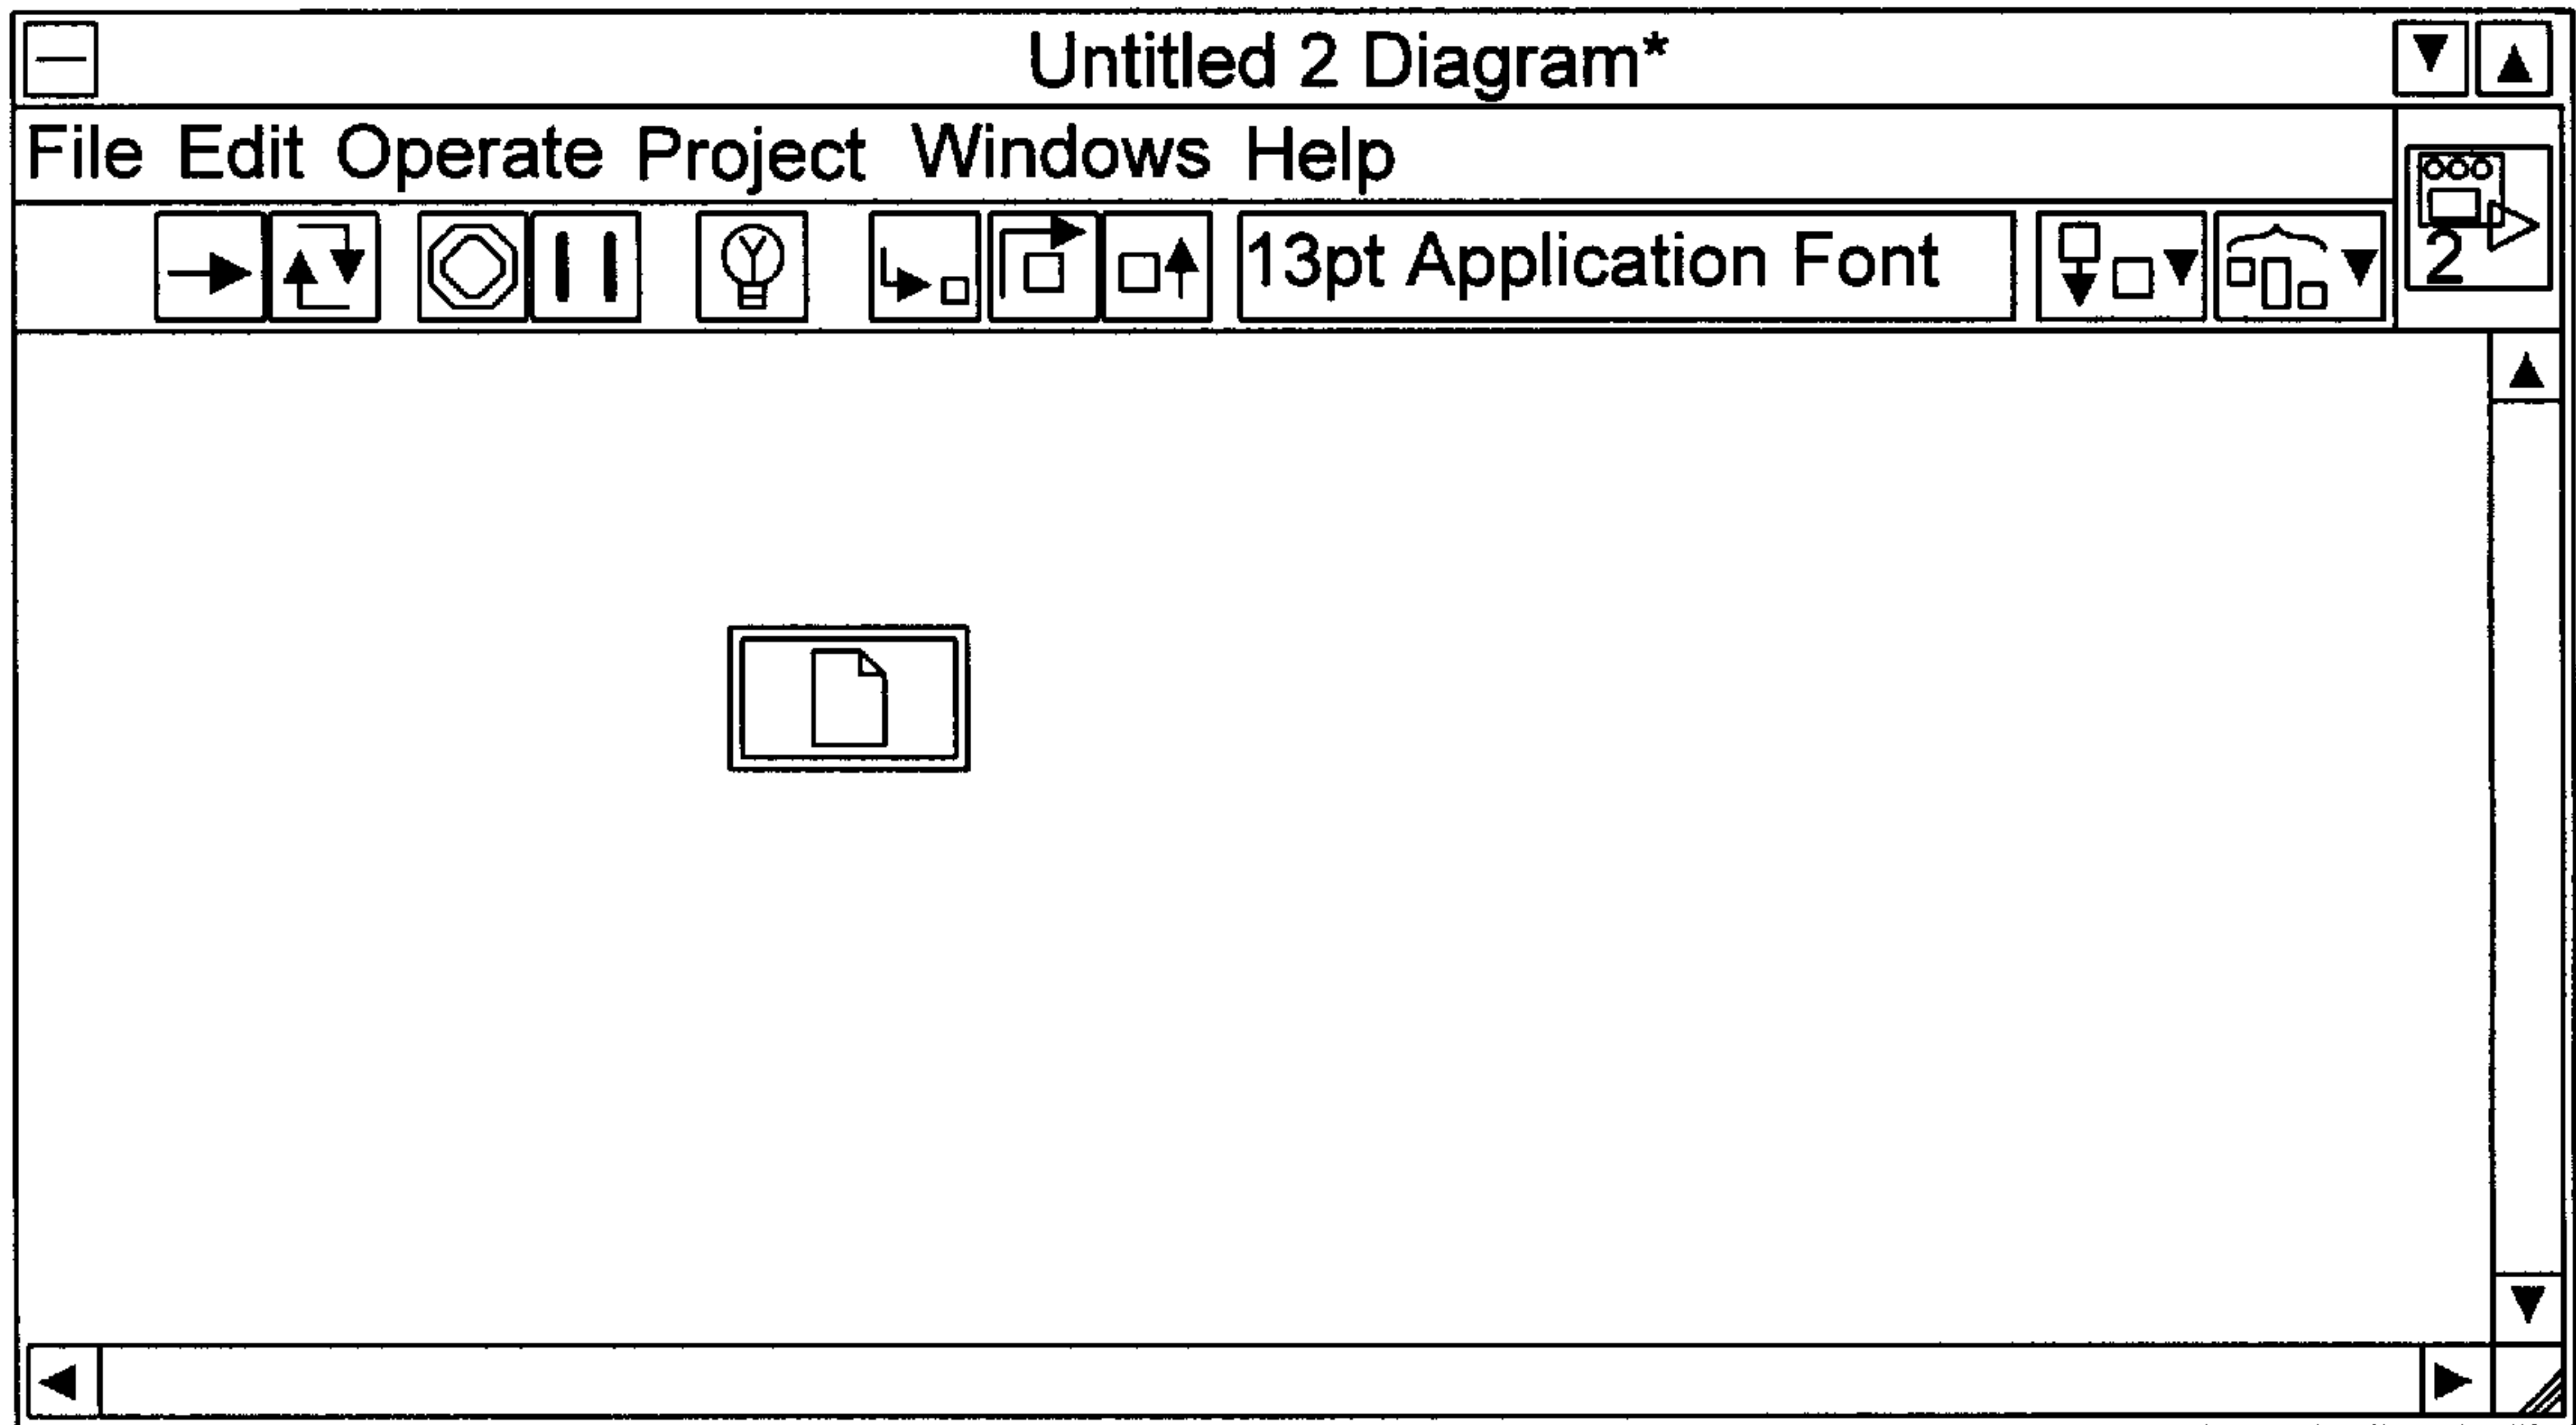 Untitled 2 Diagram*
File Edit Operate Project Windows Help
13pt Application Font
2